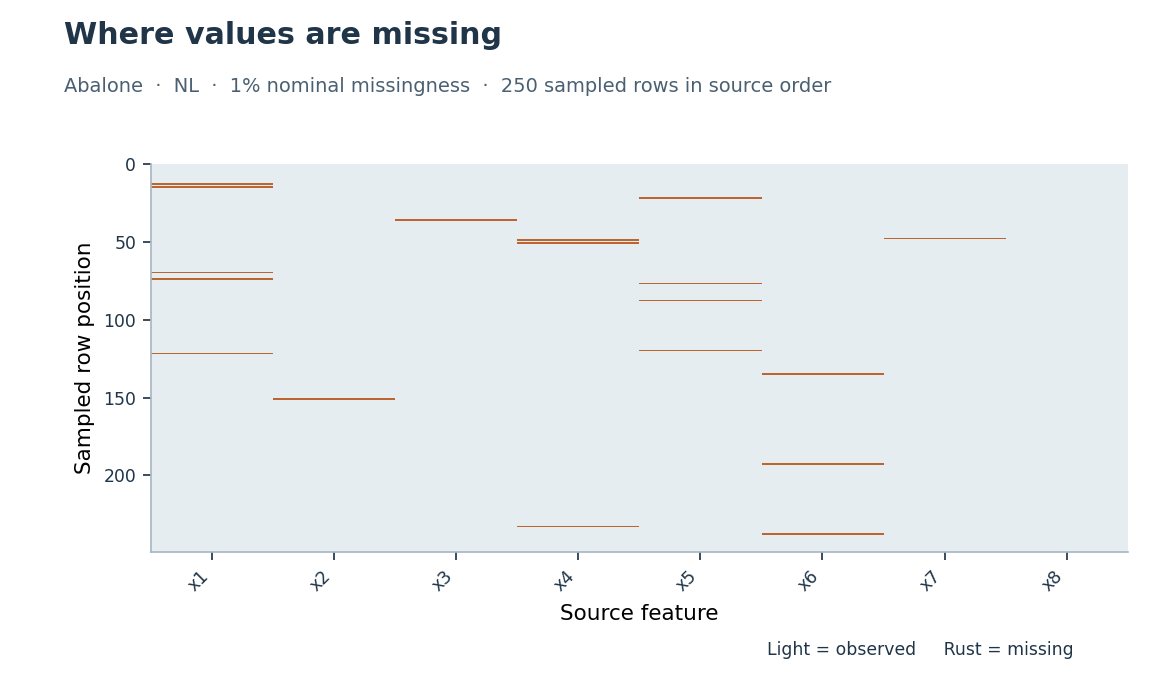 Where values are missing
Abalone · NL · 1% nominal missingness · 250 sampled rows in source order
0
50
100
150
200
Sampled row position
x1 x2 x3 x4 x5 x6 x7 x8
Source feature
Light = observed Rust = missing